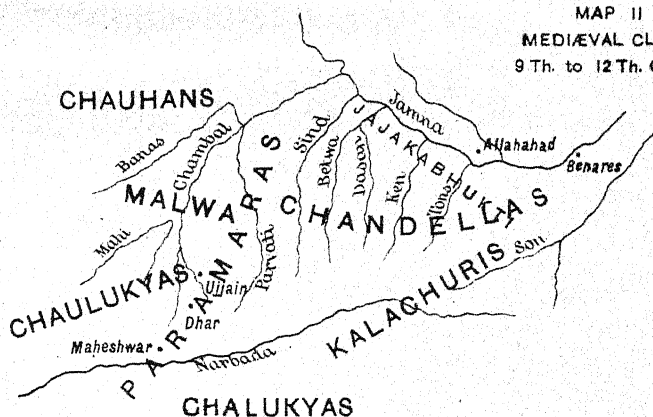 MAP II
MEDIÆVAL CL
9 Th. to 12 Th.
CHAUHANS
Jamna
Sind
JAJAKABHUKTI
Chambal
Banas
Allahahad
Benares
Betwa
Dasan
Ken
Tons
MALWA
CHANDELLAS
PARAMARAS
Parvati
Mahi
Son
CHAULUKYAS
Ujjain
Dhar
KALACHURIS
Maheshwar
Narbada
CHALUKYAS